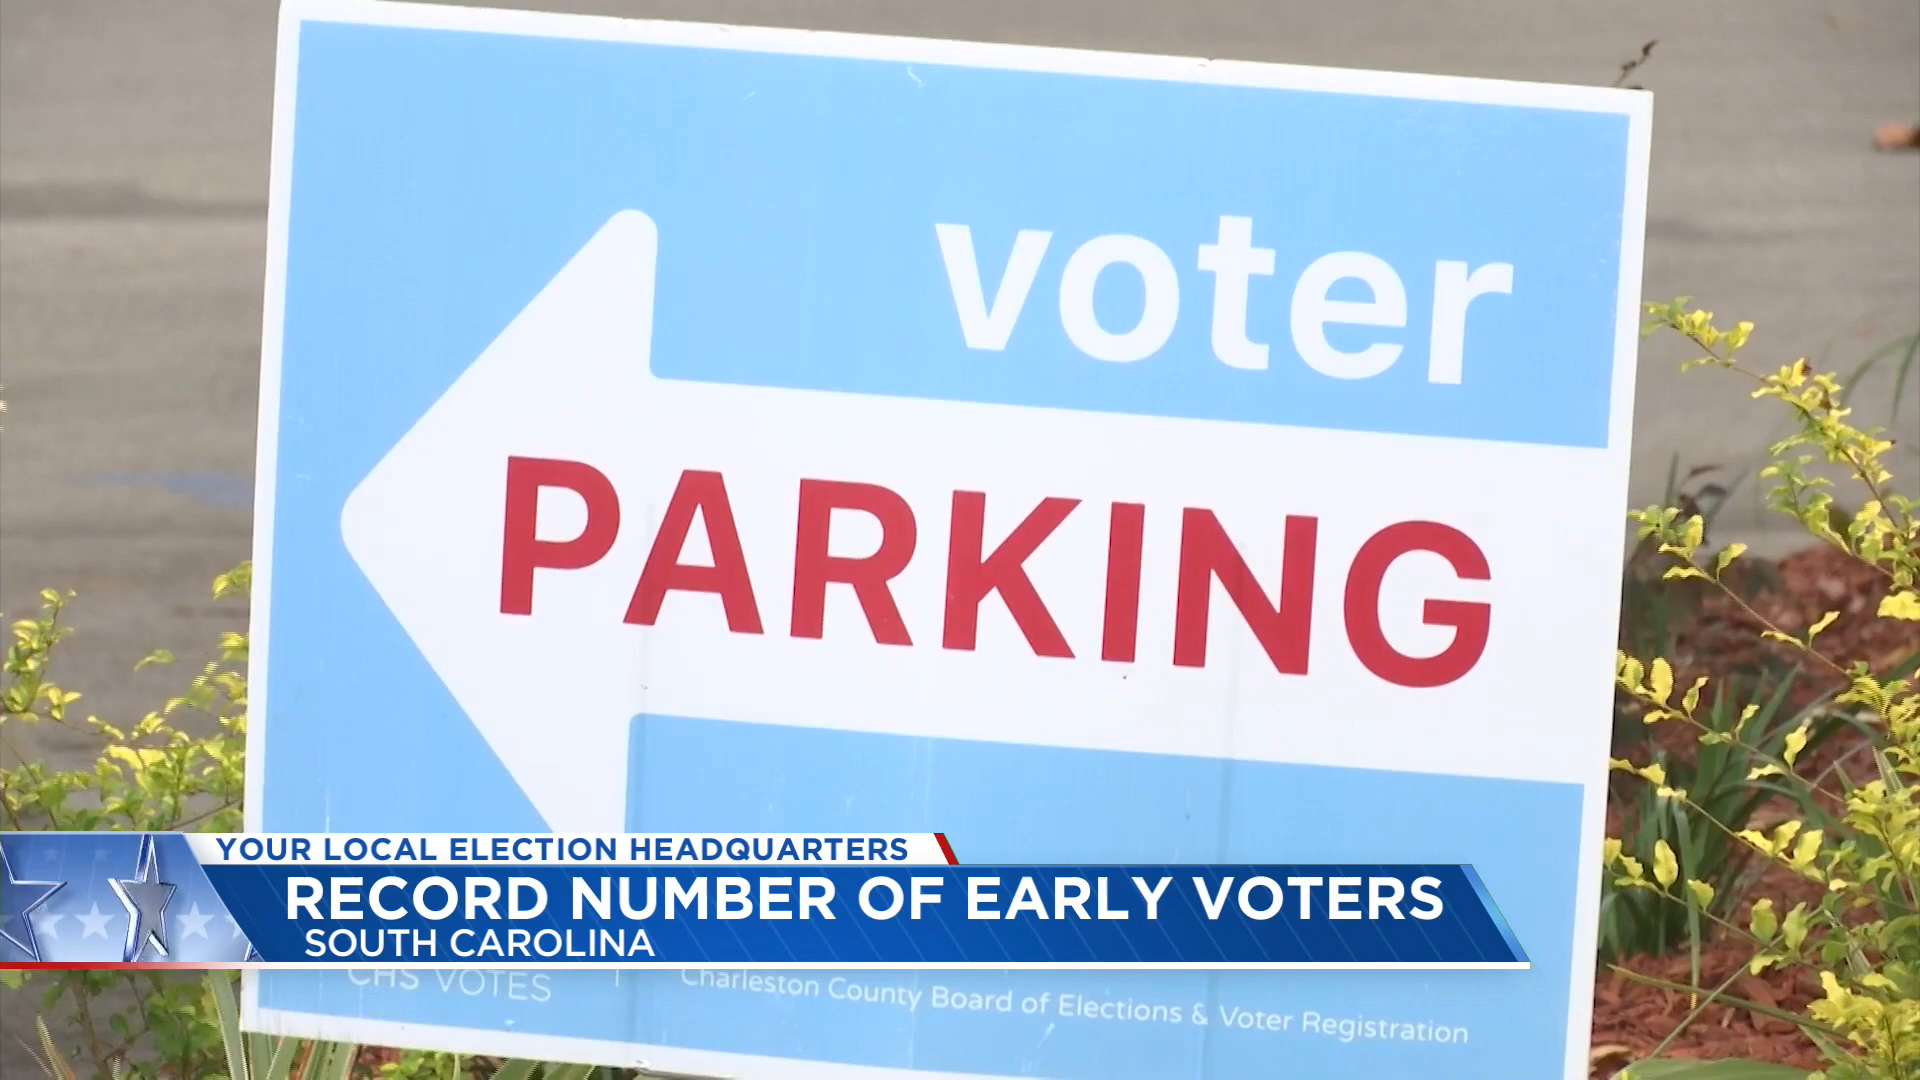 voter
PARKING
YOUR LOCAL ELECTION HEADQUARTERS
RECORD NUMBER OF EARLY VOTERS
SOUTH CAROLINA
CHS VOTES | Charleston County Board of Elections & Voter Registration